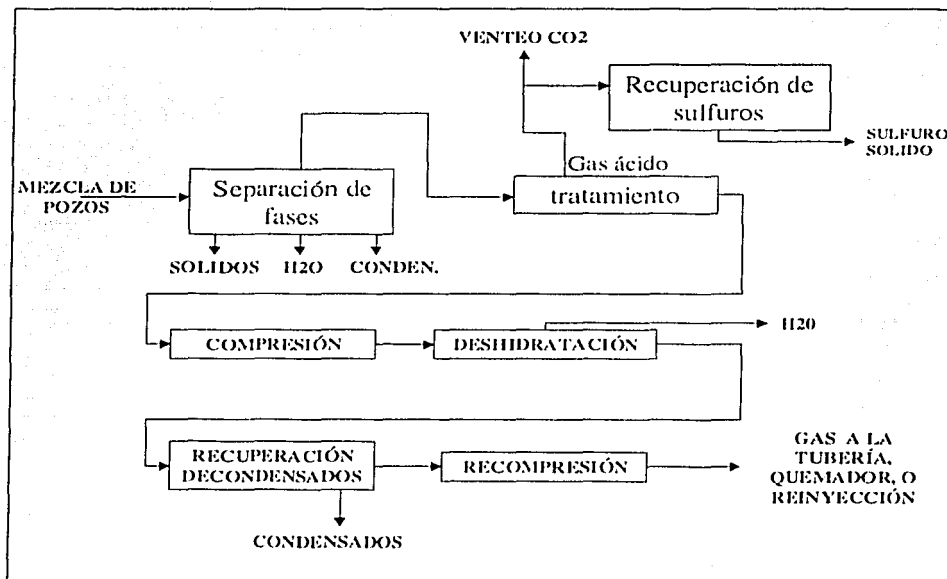 VENTEO CO2
Recuperación de
sulfuros
SULFURO
SOLIDO
Gas ácido
tratamiento
MEZCLA DE
POZOS
Separación de
fases
SOLIDOS
H2O
CONDEN.
COMPRESIÓN
DESHIDRATACIÓN
H20
RECUPERACIÓN
DECONDENSADOS
RECOMPRESIÓN
GAS A LA
TUBERÍA,
QUEMADOR, O
REINYECCIÓN
CONDENSADOS